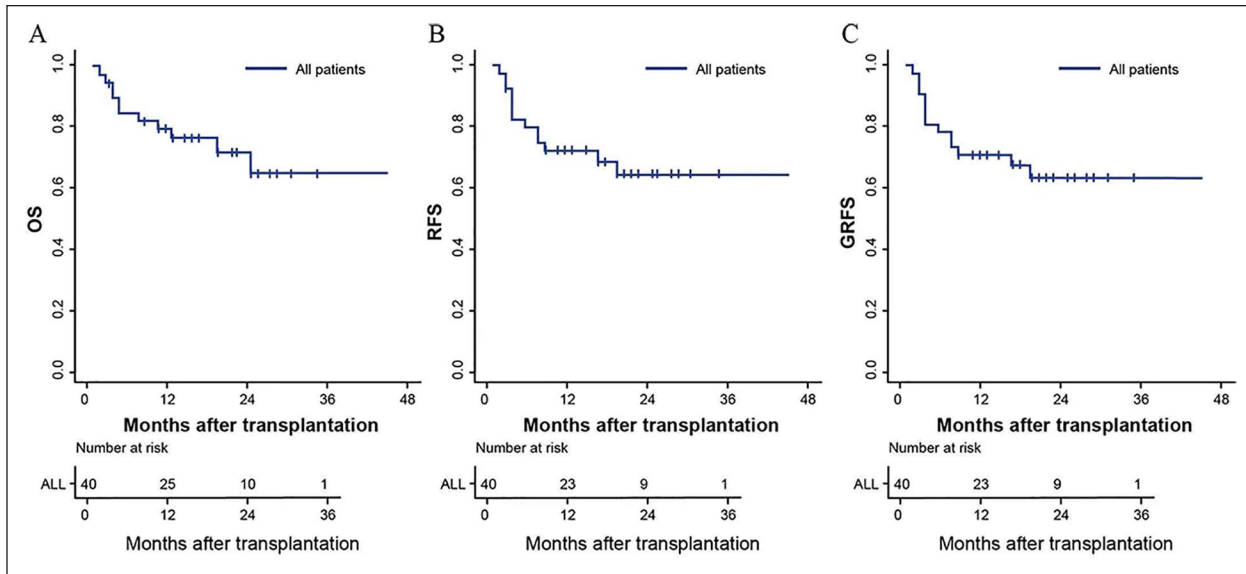 A
All patients
OS
1.0
0.8
0.6
0.4
0.2
0.0
0 12 24 36 48
Months after transplantation
Number at risk
ALL 40 25 10 1
0 12 24 36
Months after transplantation
B
All patients
RFS
1.0
0.8
0.6
0.4
0.2
0.0
0 12 24 36 48
Months after transplantation
Number at risk
ALL 40 23 9 1
0 12 24 36
Months after transplantation
C
All patients
GRFS
1.0
0.8
0.6
0.4
0.2
0.0
0 12 24 36 48
Months after transplantation
Number at risk
ALL 40 23 9 1
0 12 24 36
Months after transplantation